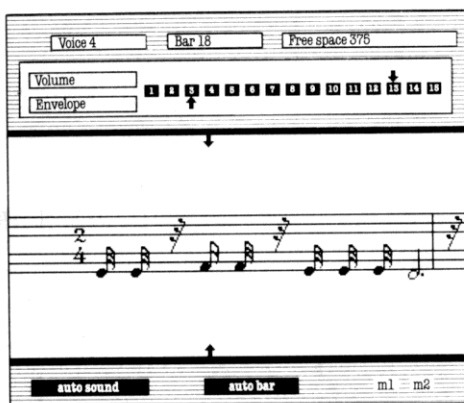 Voice 4 Bar 18 Free space 375
Volume
1 2 3 4 5 6 7 8 9 10 11 12 13 14 15
Envelope
2
4
auto sound auto bar m1 m2